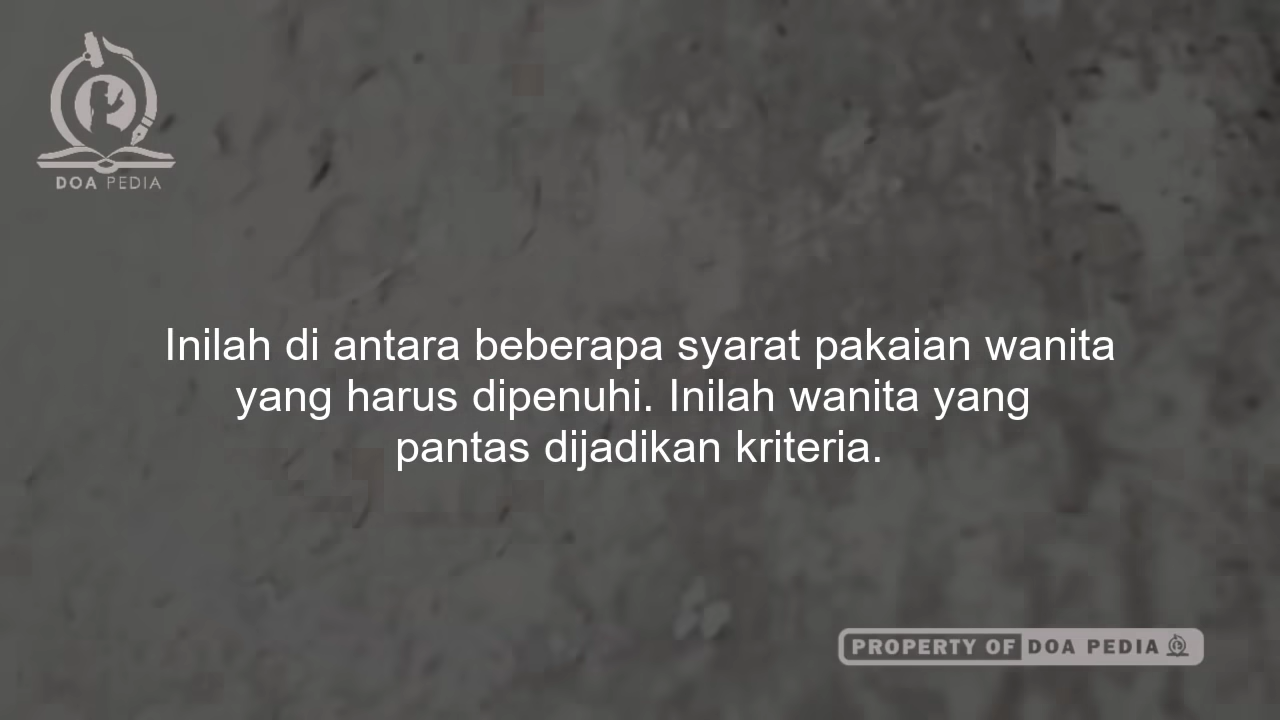 DOA PEDIA
Inilah di antara beberapa syarat pakaian wanita
yang harus dipenuhi. Inilah wanita yang
pantas dijadikan kriteria.
PROPERTY OF DOA PEDIA